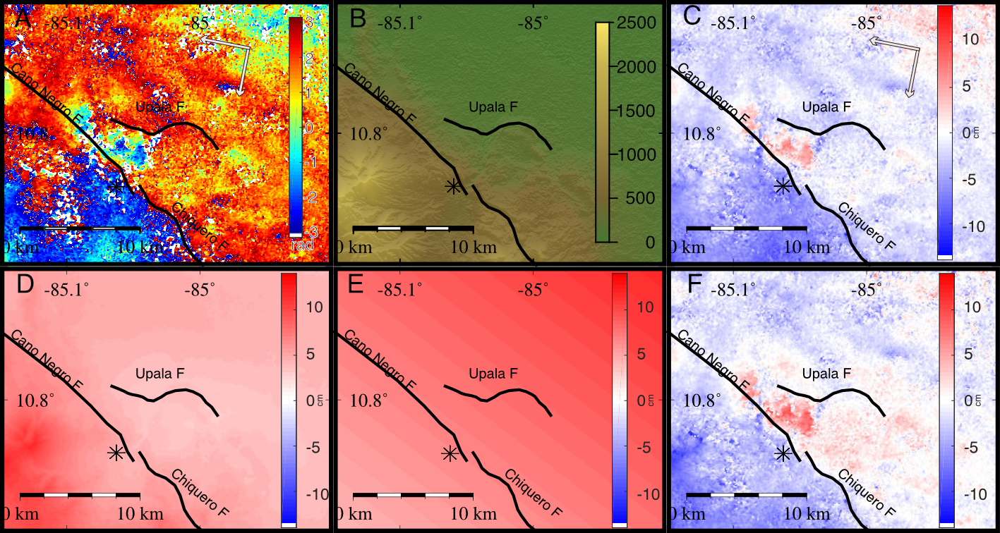 A
-85.1°
-85°
3
2
1
0
-1
-2
-3
rad
Cano Negro F
Upala F
10.8°
Chiquero F
0 km
10 km
B
-85.1°
-85°
2500
2000
1500
1000
500
0
Cano Negro F
Upala F
10.8°
Chiquero F
0 km
10 km
C
-85.1°
-85°
10
5
0
cm
-5
-10
Cano Negro F
Upala F
10.8°
Chiquero F
0 km
10 km
D
-85.1°
-85°
10
5
0
cm
-5
-10
Cano Negro F
Upala F
10.8°
Chiquero F
0 km
10 km
E
-85.1°
-85°
10
5
0
cm
-5
-10
Cano Negro F
Upala F
10.8°
Chiquero F
0 km
10 km
F
-85.1°
-85°
10
5
0
cm
-5
-10
Cano Negro F
Upala F
10.8°
Chiquero F
0 km
10 km